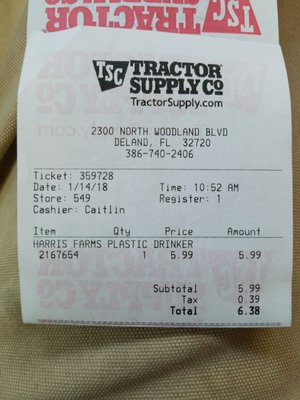 TSC
TSC TRACTOR
SUPPLY CO
TractorSupply.com
2300 NORTH WOODLAND BLVD
DELAND, FL 32720
386-740-2406
Ticket: 359728
Date: 1/14/18 Time: 10:52 AM
Store: 549 Register: 1
Cashier: Caitlin
Item Qty Price Amount
HARRIS FARMS PLASTIC DRINKER
2167654 1 5.99 5.99
Subtotal 5.99
Tax 0.39
Total 6.38